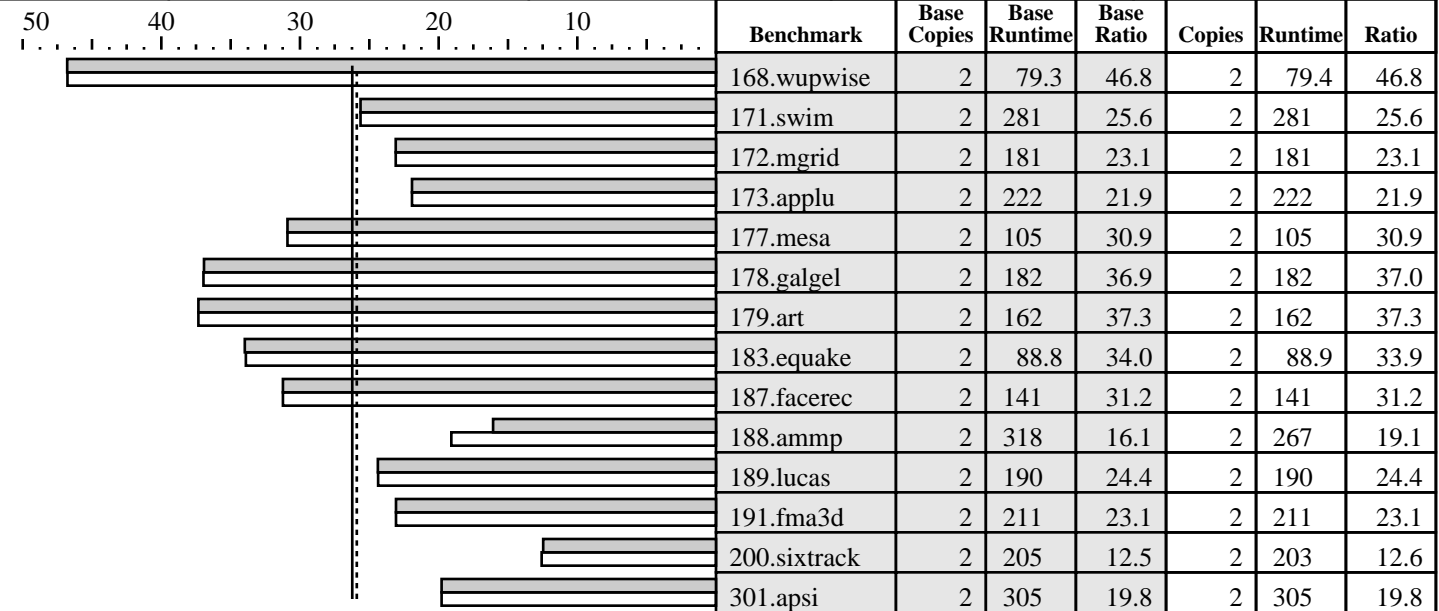 50 40 30 20 10
Benchmark Base Copies Base Runtime Base Ratio Copies Runtime Ratio
168.wupwise 2 79.3 46.8 2 79.4 46.8
171.swim 2 281 25.6 2 281 25.6
172.mgrid 2 181 23.1 2 181 23.1
173.applu 2 222 21.9 2 222 21.9
177.mesa 2 105 30.9 2 105 30.9
178.galgel 2 182 36.9 2 182 37.0
179.art 2 162 37.3 2 162 37.3
183.equake 2 88.8 34.0 2 88.9 33.9
187.facerec 2 141 31.2 2 141 31.2
188.ammp 2 318 16.1 2 267 19.1
189.lucas 2 190 24.4 2 190 24.4
191.fma3d 2 211 23.1 2 211 23.1
200.sixtrack 2 205 12.5 2 203 12.6
301.apsi 2 305 19.8 2 305 19.8